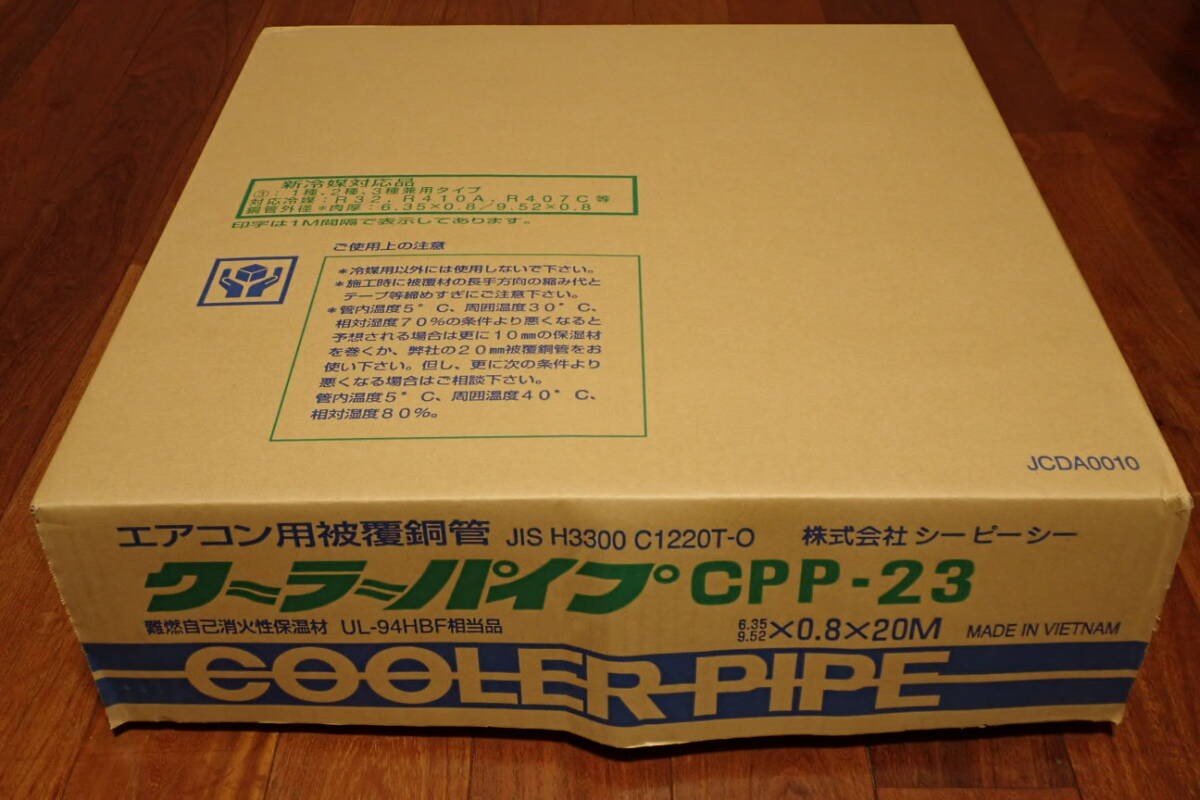 新冷媒対応品
③：1種、2種、3種兼用タイプ
対応冷媒：R32，R410A，R407C等
銅管外径＊肉厚：6.35×0.8／9.52×0.8
印字は1M間隔で表示してあります。
ご使用上の注意
＊冷媒用以外には使用しないで下さい。
＊施工時に被覆材の長手方向の縮み代と
テープ等締めすぎにご注意下さい。
＊管内温度5°C、周囲温度30°C、
相対湿度70%の条件より悪くなると
予想される場合は更に10mmの保温材
を巻くか、弊社の20mm被覆銅管をお
使い下さい。但し、更に次の条件より
悪くなる場合はご相談下さい。
管内温度5°C、周囲温度40°C、
相対湿度80%。
JCDA0010
エアコン用被覆銅管 JIS H3300 C1220T-O 株式会社 シーピーシー
クーラーパイプ CPP-23
難燃自己消火性保温材 UL-94HBF相当品 6.35 9.52 ×0.8×20M MADE IN VIETNAM
COOLER PIPE